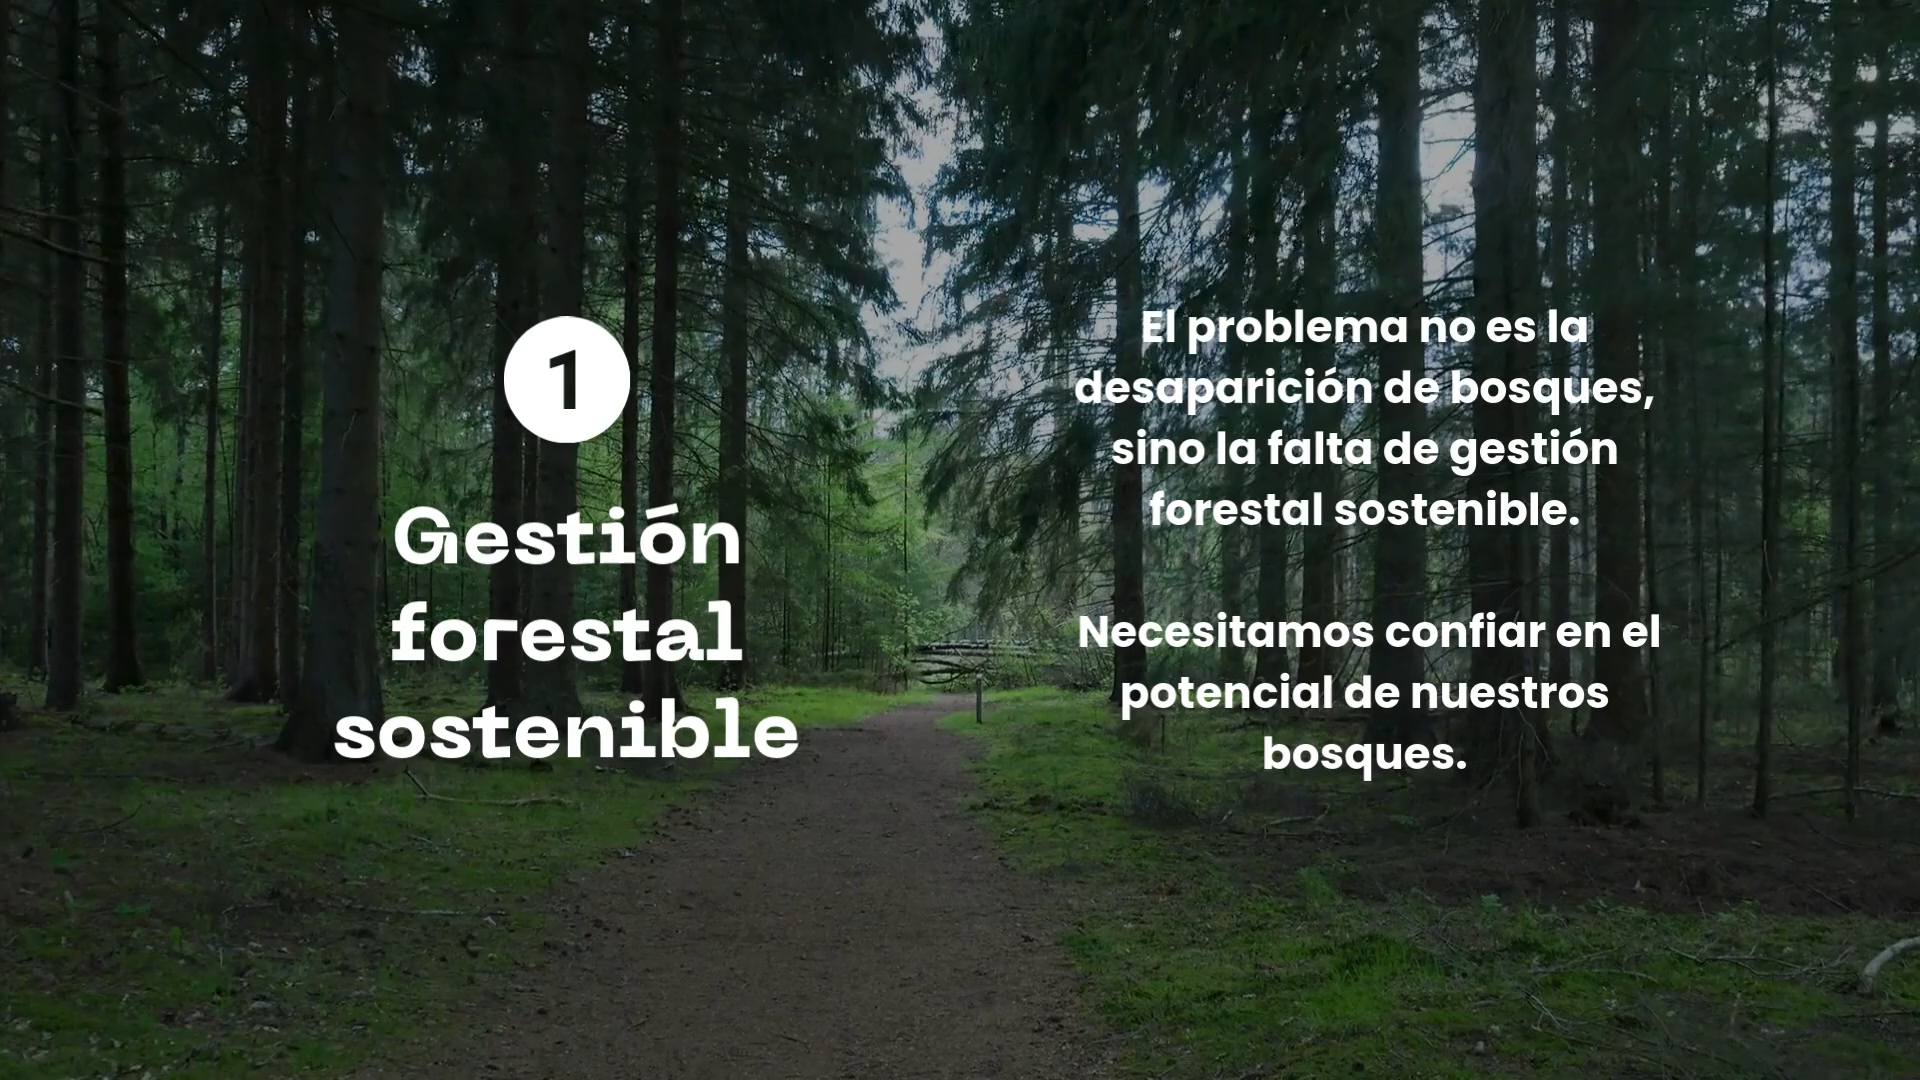 1
Gestión
forestal
sostenible
El problema no es la
desaparición de bosques,
sino la falta de gestión
forestal sostenible.
Necesitamos confiar en el
potencial de nuestros
bosques.